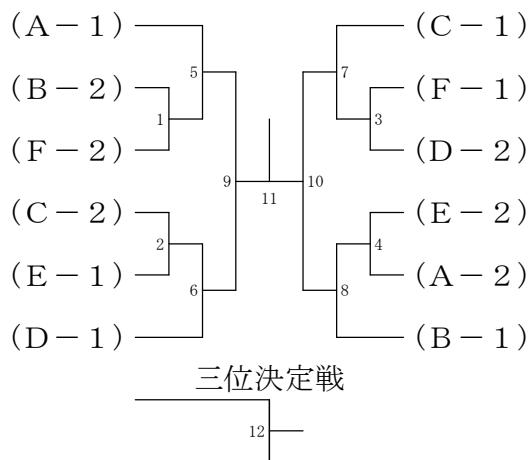 (A－1)
(B－2)
(F－2)
(C－2)
(E－1)
(D－1)
1
2
5
6
9
11
10
7
8
3
4
(C－1)
(F－1)
(D－2)
(E－2)
(A－2)
(B－1)
三位決定戦
12